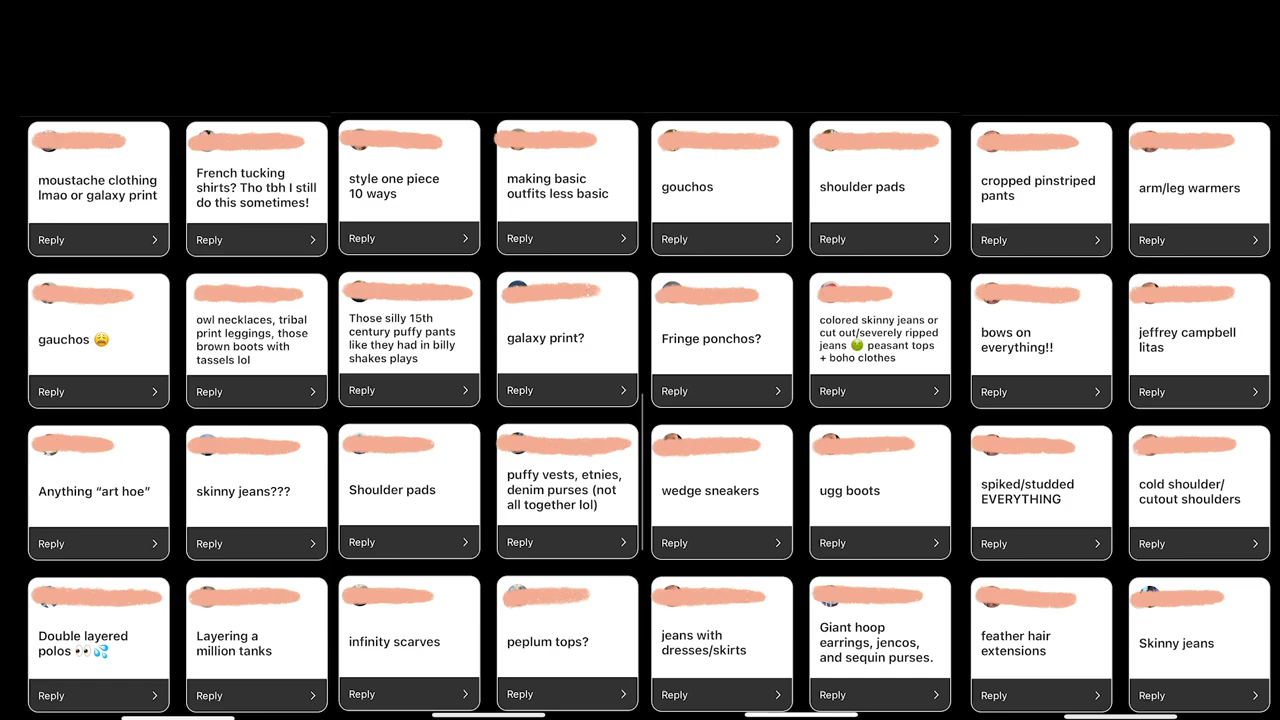 moustache clothing
lmao or galaxy print
Reply
French tucking
shirts? Tho tbh I still
do this sometimes!
Reply
style one piece
10 ways
Reply
making basic
outfits less basic
Reply
gouchos
Reply
shoulder pads
Reply
cropped pinstriped
pants
Reply
arm/leg warmers
Reply
gauchos 😩
Reply
owl necklaces, tribal
print leggings, those
brown boots with
tassels lol
Reply
Those silly 15th
century puffy pants
like they had in billy
shakes plays
Reply
galaxy print?
Reply
Fringe ponchos?
Reply
colored skinny jeans or
cut out/severely ripped
jeans 🤢 peasant tops
+ boho clothes
Reply
bows on
everything!!
Reply
jeffrey campbell
litas
Reply
Anything “art hoe”
Reply
skinny jeans???
Reply
Shoulder pads
Reply
puffy vests, etnies,
denim purses (not
all together lol)
Reply
wedge sneakers
Reply
ugg boots
Reply
spiked/studded
EVERYTHING
Reply
cold shoulder/
cutout shoulders
Reply
Double layered
polos 👀💦
Reply
Layering a
million tanks
Reply
infinity scarves
Reply
peplum tops?
Reply
jeans with
dresses/skirts
Reply
Giant hoop
earrings, jencos,
and sequin purses.
Reply
feather hair
extensions
Reply
Skinny jeans
Reply